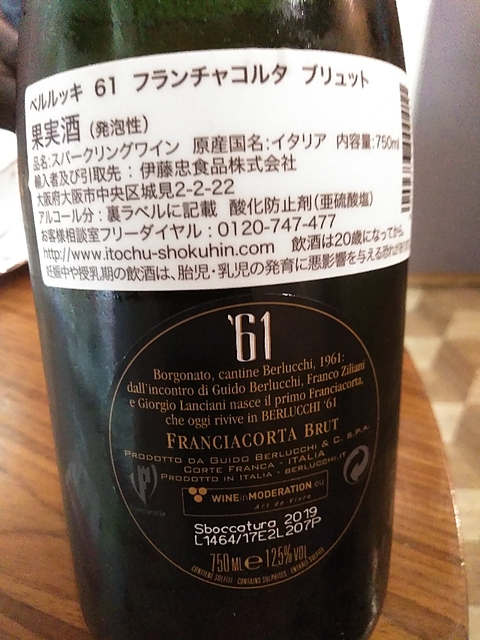 ベルルッキ 61 フランチャコルタ ブリュット
果実酒(発泡性)
品名:スパークリングワイン 原産国名:イタリア 内容量:750ml
輸入者及び引取先:伊藤忠食品株式会社
大阪府大阪市中央区城見2-2-22
アルコール分:裏ラベルに記載 酸化防止剤(亜硫酸塩)
お客様相談室フリーダイヤル:0120-747-477
http://www.itochu-shokuhin.com 飲酒は20歳になってから。
妊娠中や授乳期の飲酒は、胎児・乳児の発育に悪影響を与える恐れが
'61
Borgonato, cantine Berlucchi, 1961:
dall'incontro di Guido Berlucchi, Franco Ziliani
e Giorgio Lanciani nasce il primo Franciacorta,
che oggi rivive in BERLUCCHI '61
FRANCIACORTA BRUT
PRODOTTO DA GUIDO BERLUCCHI & C. S.P.A.
CORTE FRANCA - ITALIA
PRODOTTO IN ITALIA - BERLUCCHI.IT
WINE in MODERATION.eu
Art de Vivre
Sboccatura 2019
L1464/17E2L207P
750 ML e 12.5% VOL
CONTIENE SOLFITI - CONTAINS SULPHITES - ENTHÄLT SULFITE